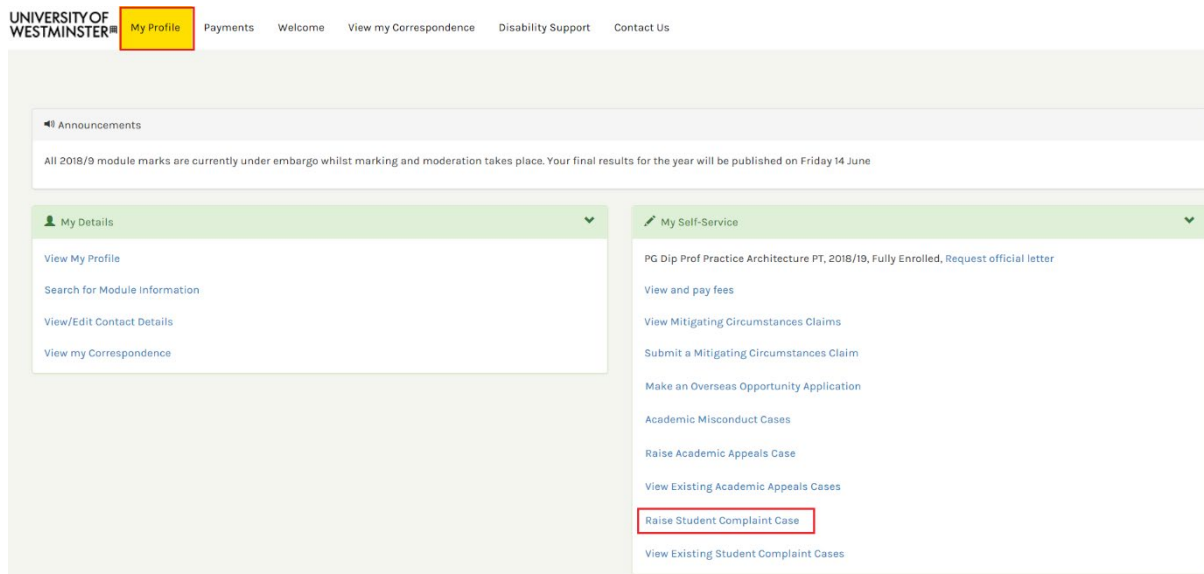 UNIVERSITY OF
WESTMINSTER
My Profile
Payments
Welcome
View my Correspondence
Disability Support
Contact Us
Announcements
All 2018/9 module marks are currently under embargo whilst marking and moderation takes place. Your final results for the year will be published on Friday 14 June
My Details
View My Profile
Search for Module Information
View/Edit Contact Details
View my Correspondence
My Self-Service
PG Dip Prof Practice Architecture PT, 2018/19, Fully Enrolled, Request official letter
View and pay fees
View Mitigating Circumstances Claims
Submit a Mitigating Circumstances Claim
Make an Overseas Opportunity Application
Academic Misconduct Cases
Raise Academic Appeals Case
View Existing Academic Appeals Cases
Raise Student Complaint Case
View Existing Student Complaint Cases